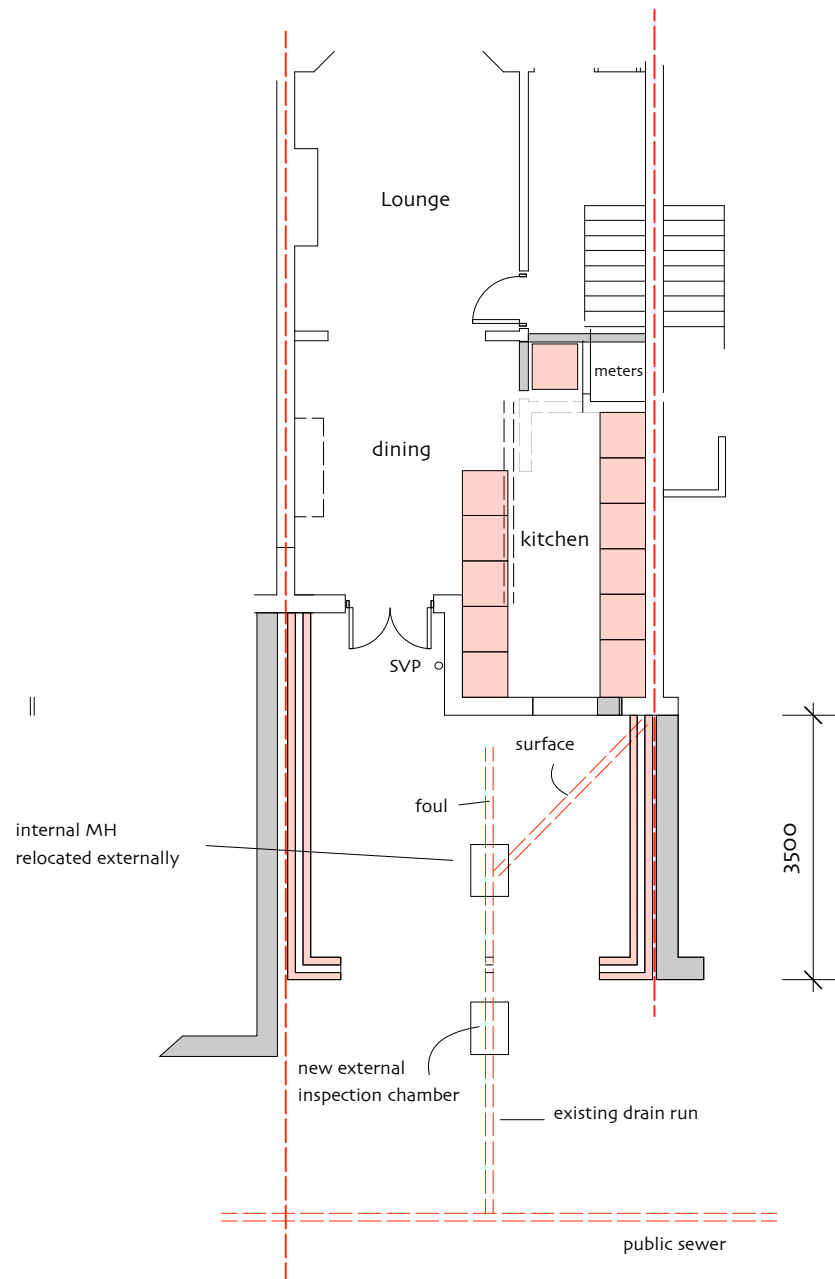 Lounge
meters
dining
kitchen
SVP
surface
foul
internal MH
relocated externally
3500
new external
inspection chamber
existing drain run
public sewer